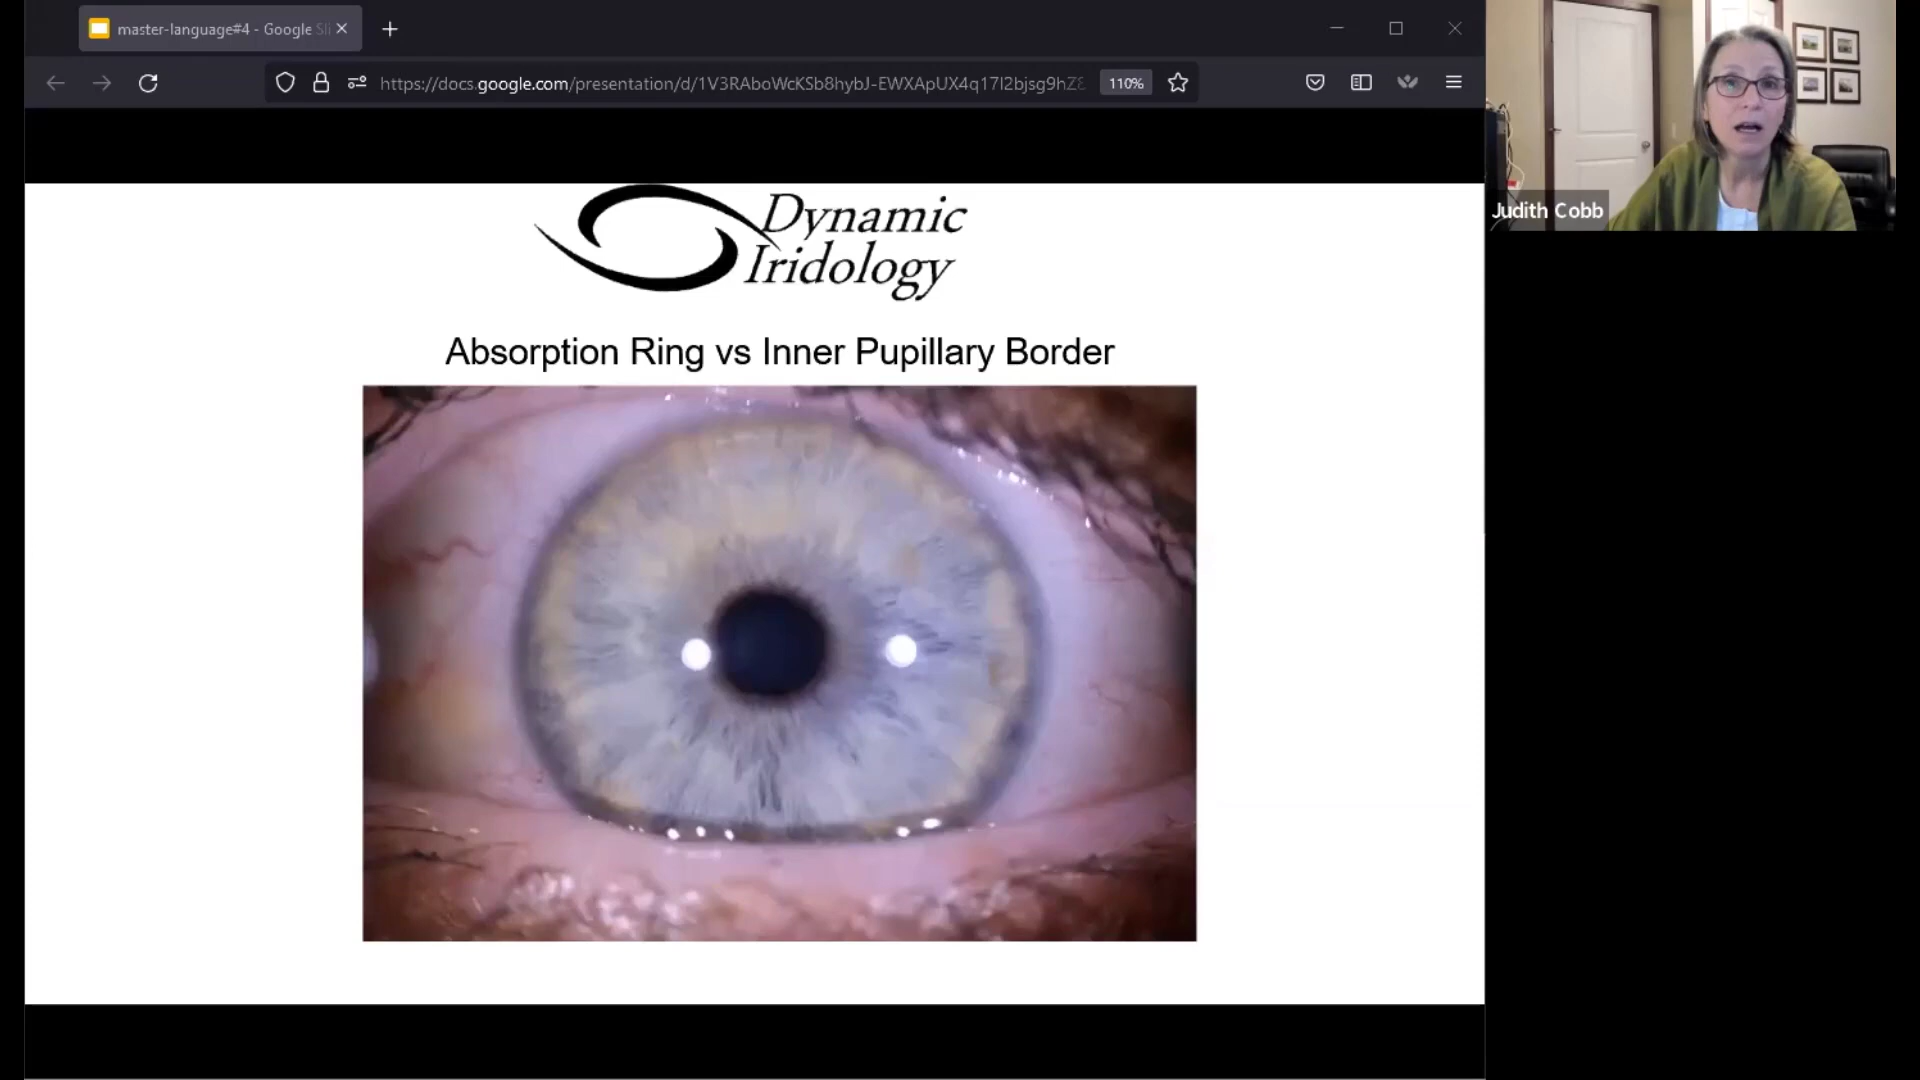 master-language#4 - Google Sli
https://docs.google.com/presentation/d/1V3RAboWcKSb8hybJ-EWXApUX4q17l2bjsg9hZ8
110%
Judith Cobb
Dynamic
Iridology
Absorption Ring vs Inner Pupillary Border